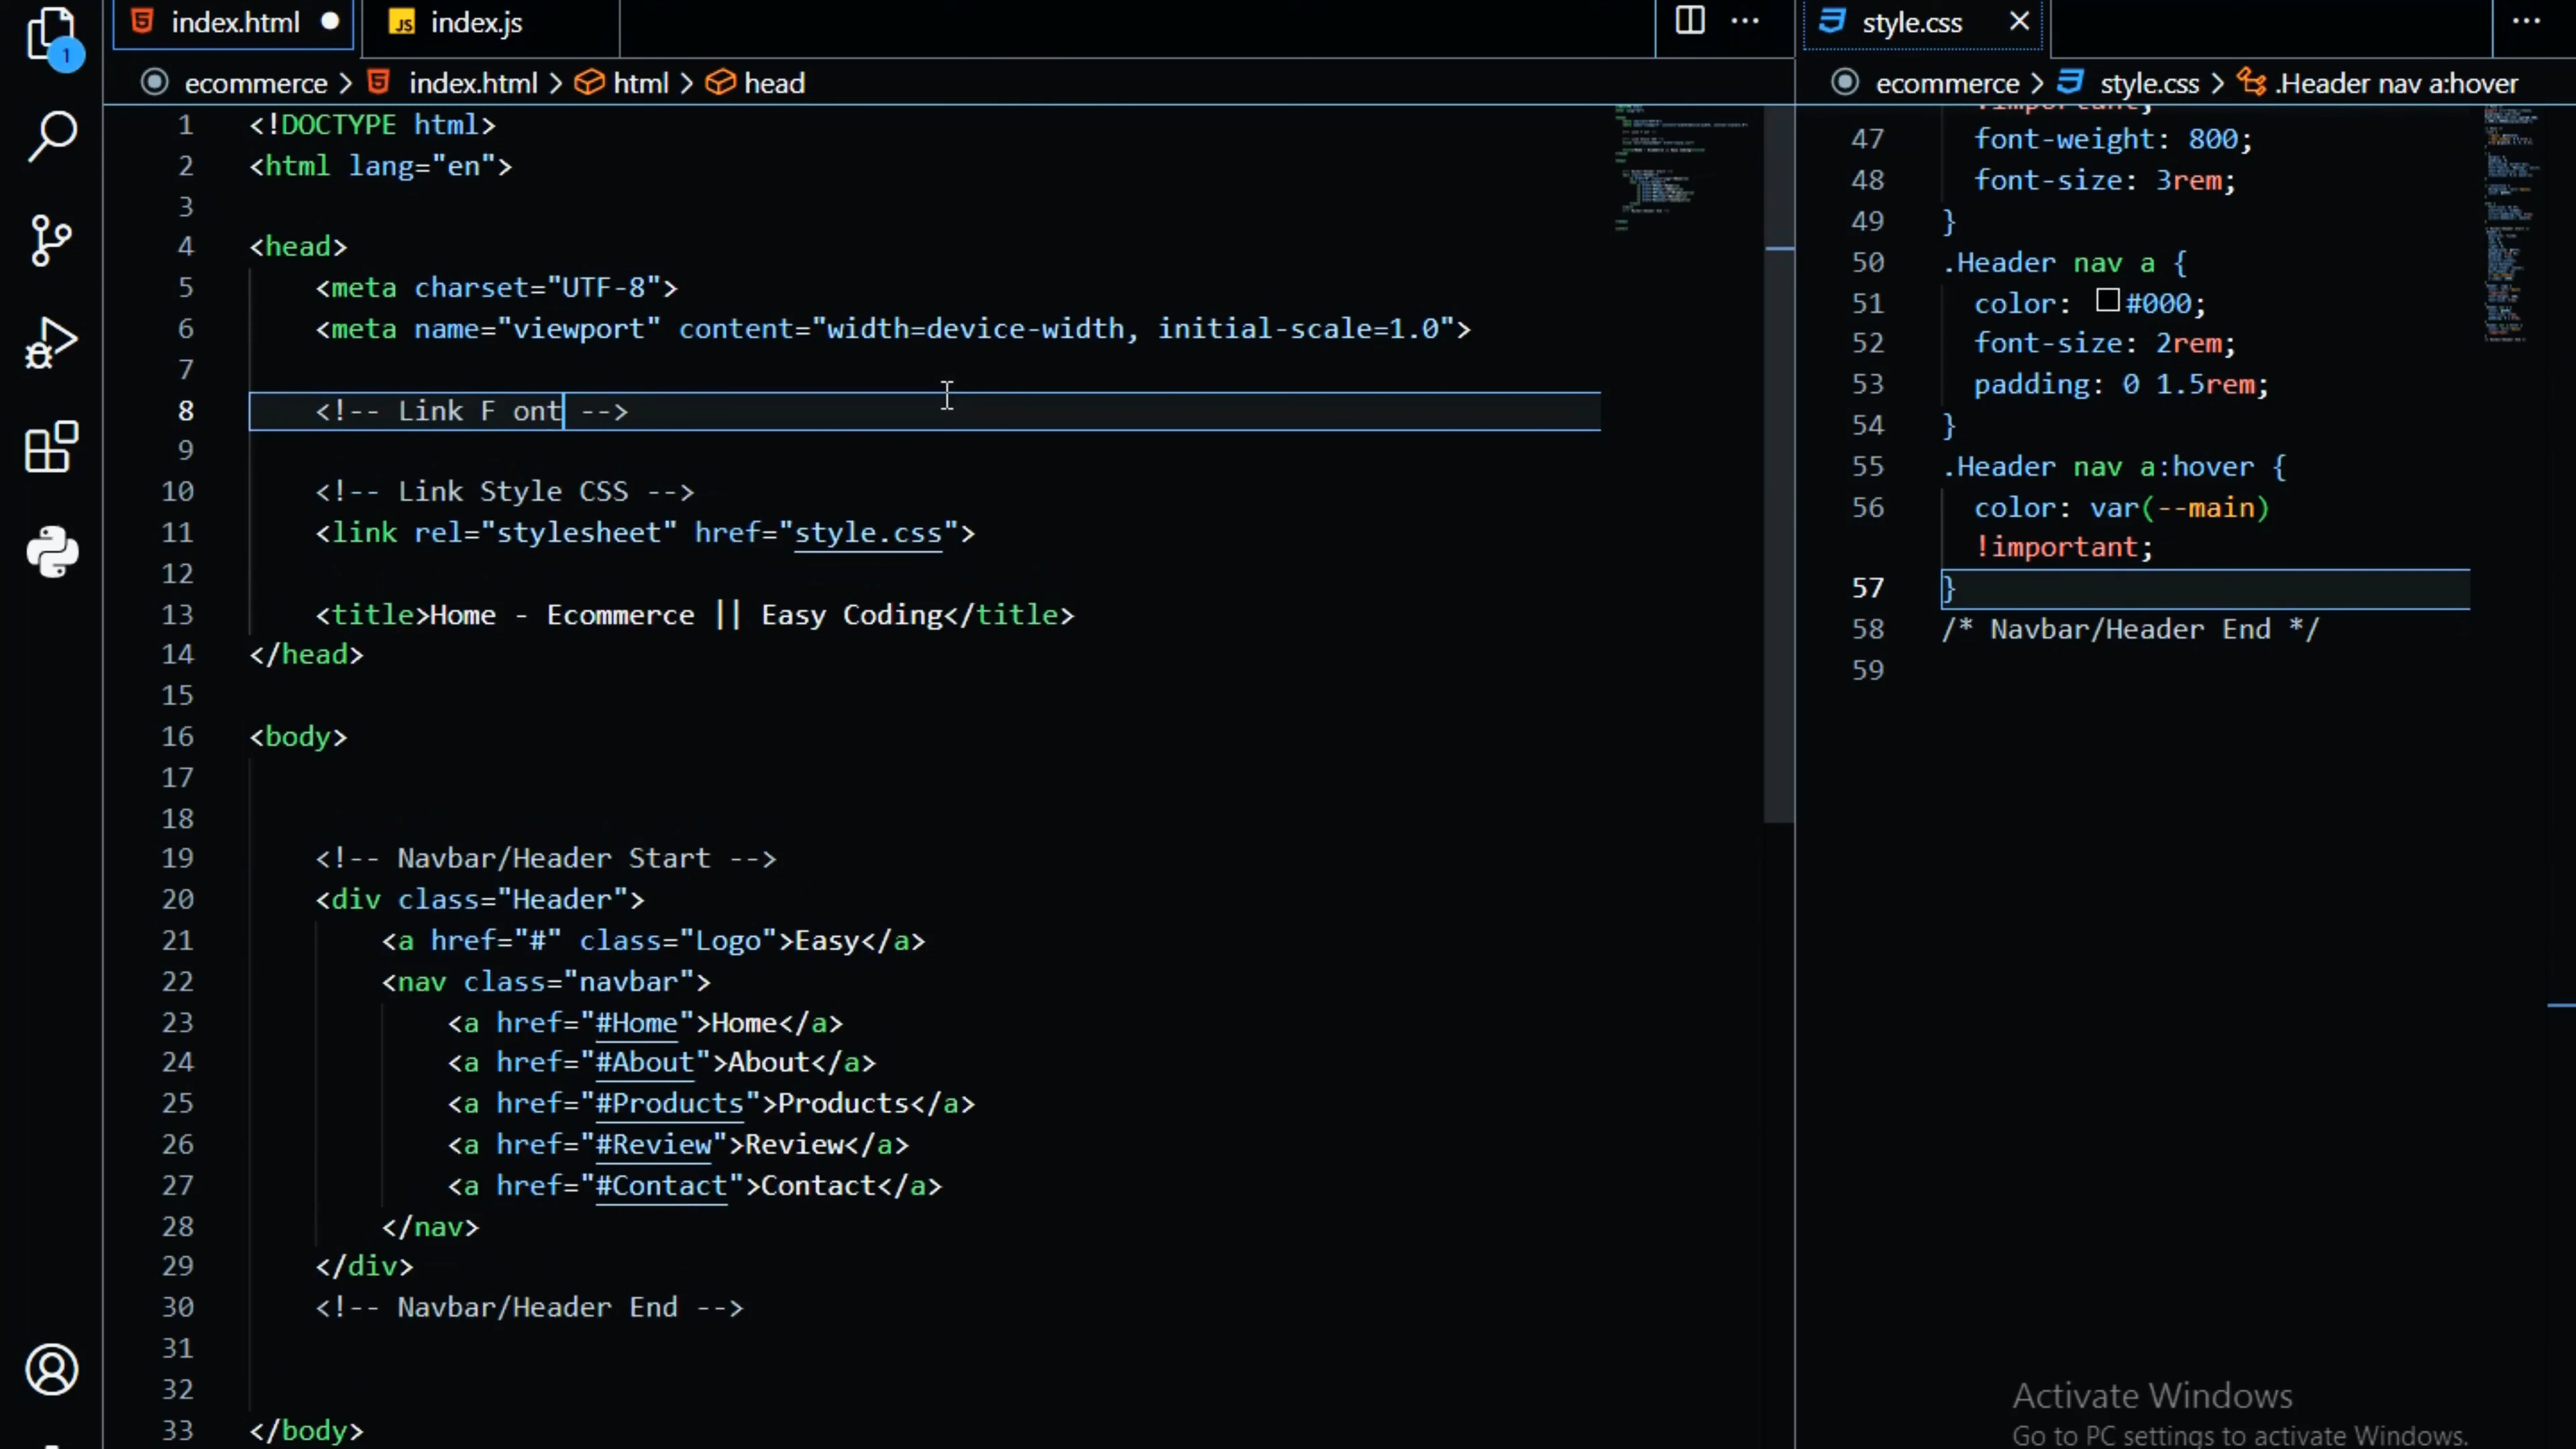 index.html
JS index.js
style.css
1
ecommerce > index.html > html > head
ecommerce > style.css > .Header nav a:hover
1 <!DOCTYPE html>
2 <html lang="en">
3
4 <head>
5 <meta charset="UTF-8">
6 <meta name="viewport" content="width=device-width, initial-scale=1.0">
7
8 <!-- Link F ont -->
9
10 <!-- Link Style CSS -->
11 <link rel="stylesheet" href="style.css">
12
13 <title>Home - Ecommerce || Easy Coding</title>
14 </head>
15
16 <body>
17
18
19 <!-- Navbar/Header Start -->
20 <div class="Header">
21 <a href="#" class="Logo">Easy</a>
22 <nav class="navbar">
23 <a href="#Home">Home</a>
24 <a href="#About">About</a>
25 <a href="#Products">Products</a>
26 <a href="#Review">Review</a>
27 <a href="#Contact">Contact</a>
28 </nav>
29 </div>
30 <!-- Navbar/Header End -->
31
32
33 </body>
!important;
47 font-weight: 800;
48 font-size: 3rem;
49 }
50 .Header nav a {
51 color: #000;
52 font-size: 2rem;
53 padding: 0 1.5rem;
54 }
55 .Header nav a:hover {
56 color: var(--main)
!important;
57 }
58 /* Navbar/Header End */
59
Activate Windows
Go to PC settings to activate Windows.